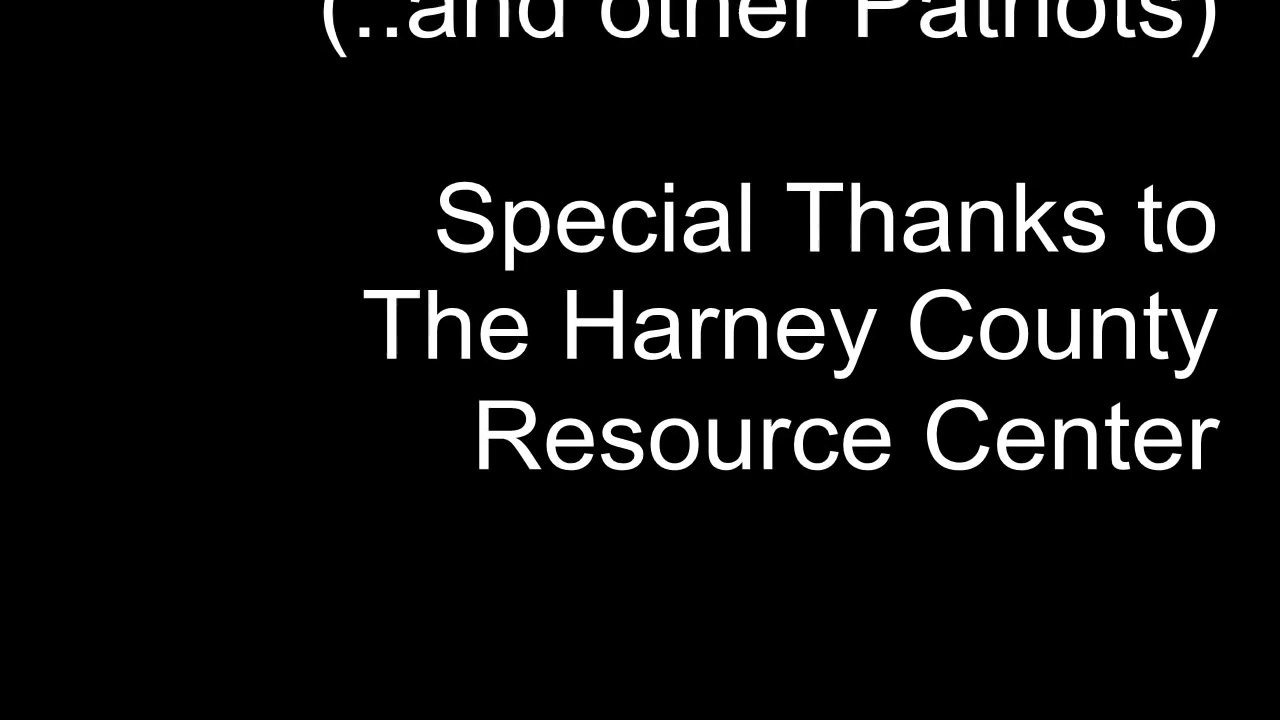 (..and other Patriots)
Special Thanks to
The Harney County
Resource Center